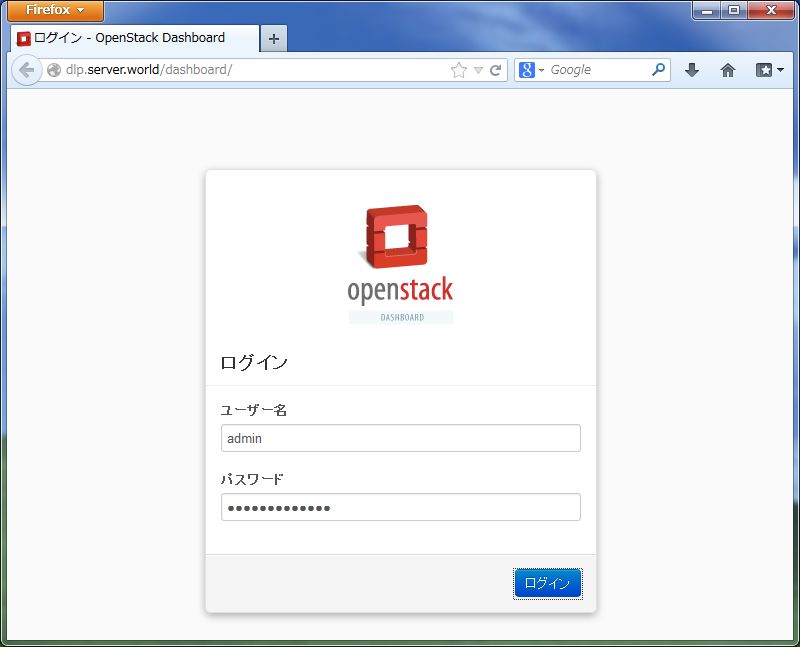 Firefox
ログイン - OpenStack Dashboard
dlp.server.world/dashboard/
Google
openstack
DASHBOARD
ログイン
ユーザー名
admin
パスワード
•••••••••••••
ログイン